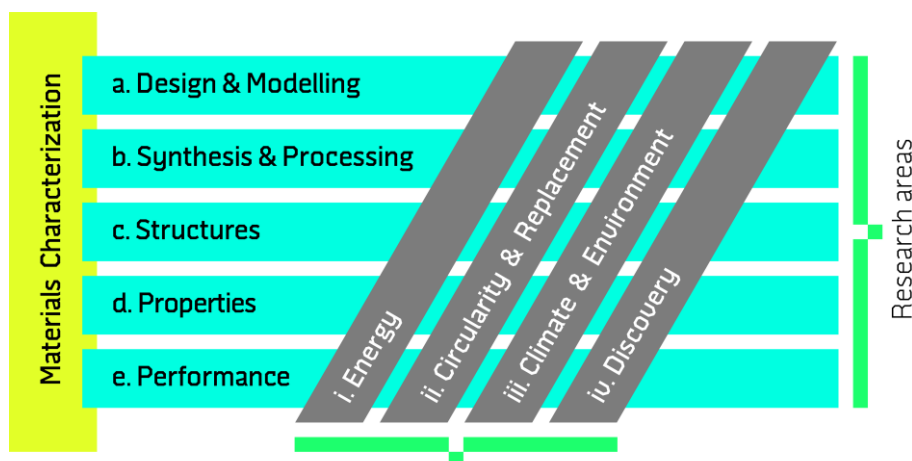 Materials Characterization
a. Design & Modelling
b. Synthesis & Processing
c. Structures
d. Properties
e. Performance
i. Energy
ii. Circularity & Replacement
iii. Climate & Environment
iv. Discovery
Research areas